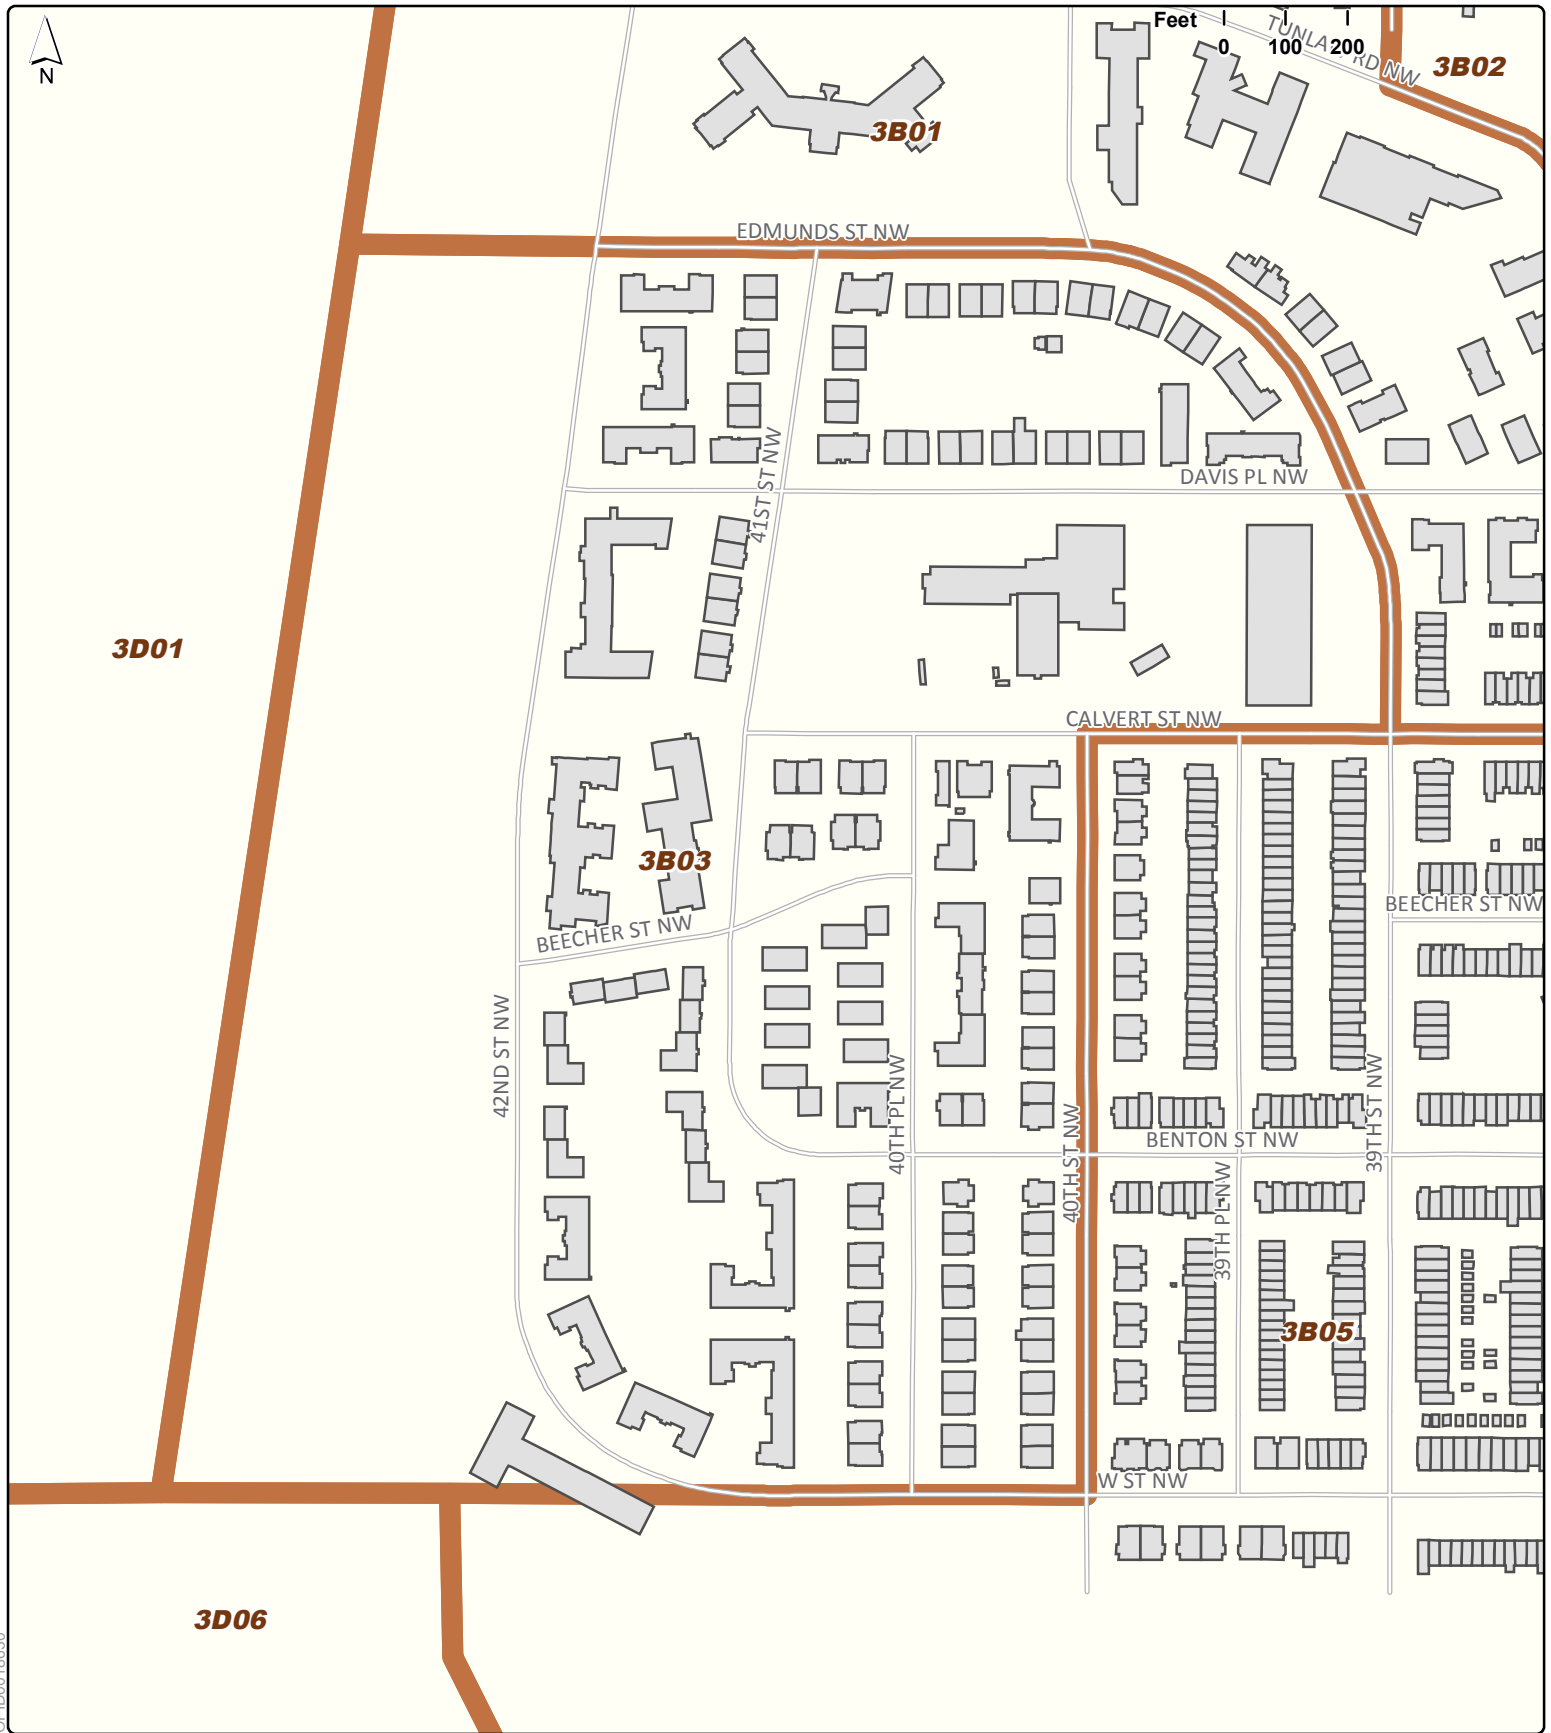 Feet
0 100 200
N
TUNLA RD NW
3B02
3B01
EDMUNDS ST NW
41ST ST NW
DAVIS PL NW
3D01
CALVERT ST NW
3B03
BEECHER ST NW
BEECHER ST NW
42ND ST NW
40TH PL NW
40TH ST NW
39TH ST NW
BENTON ST NW
39TH PL NW
3B05
W ST NW
3D06